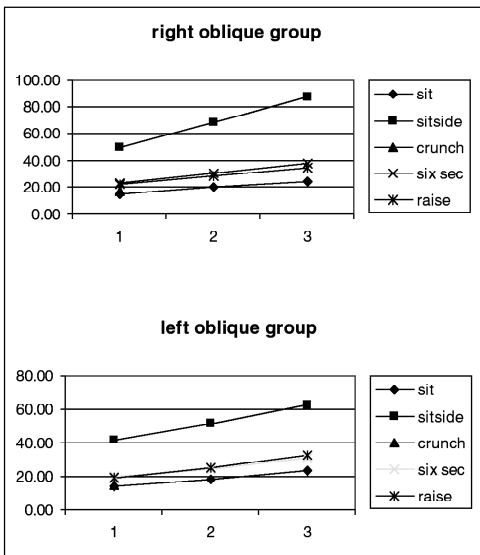 right oblique group
100.00
80.00
60.00
40.00
20.00
0.00
1 2 3
sit
sitside
crunch
six sec
raise
left oblique group
80.00
60.00
40.00
20.00
0.00
1 2 3
sit
sitside
crunch
six sec
raise